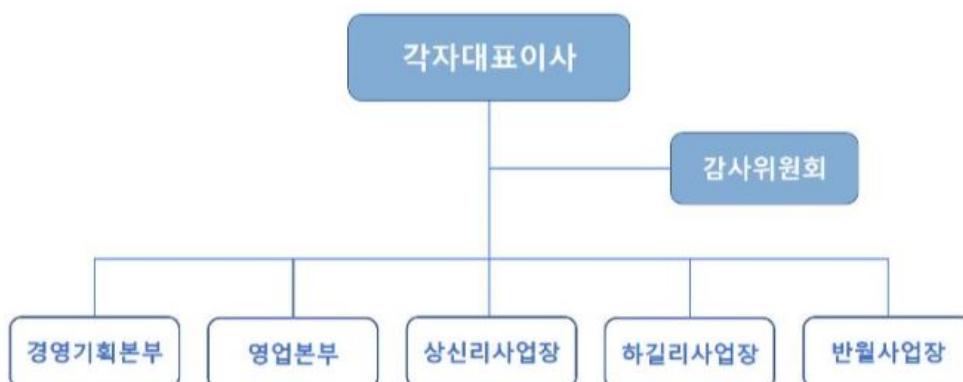 각자대표이사
감사위원회
경영기획본부
영업본부
상신리사업장
하길리사업장
반월사업장